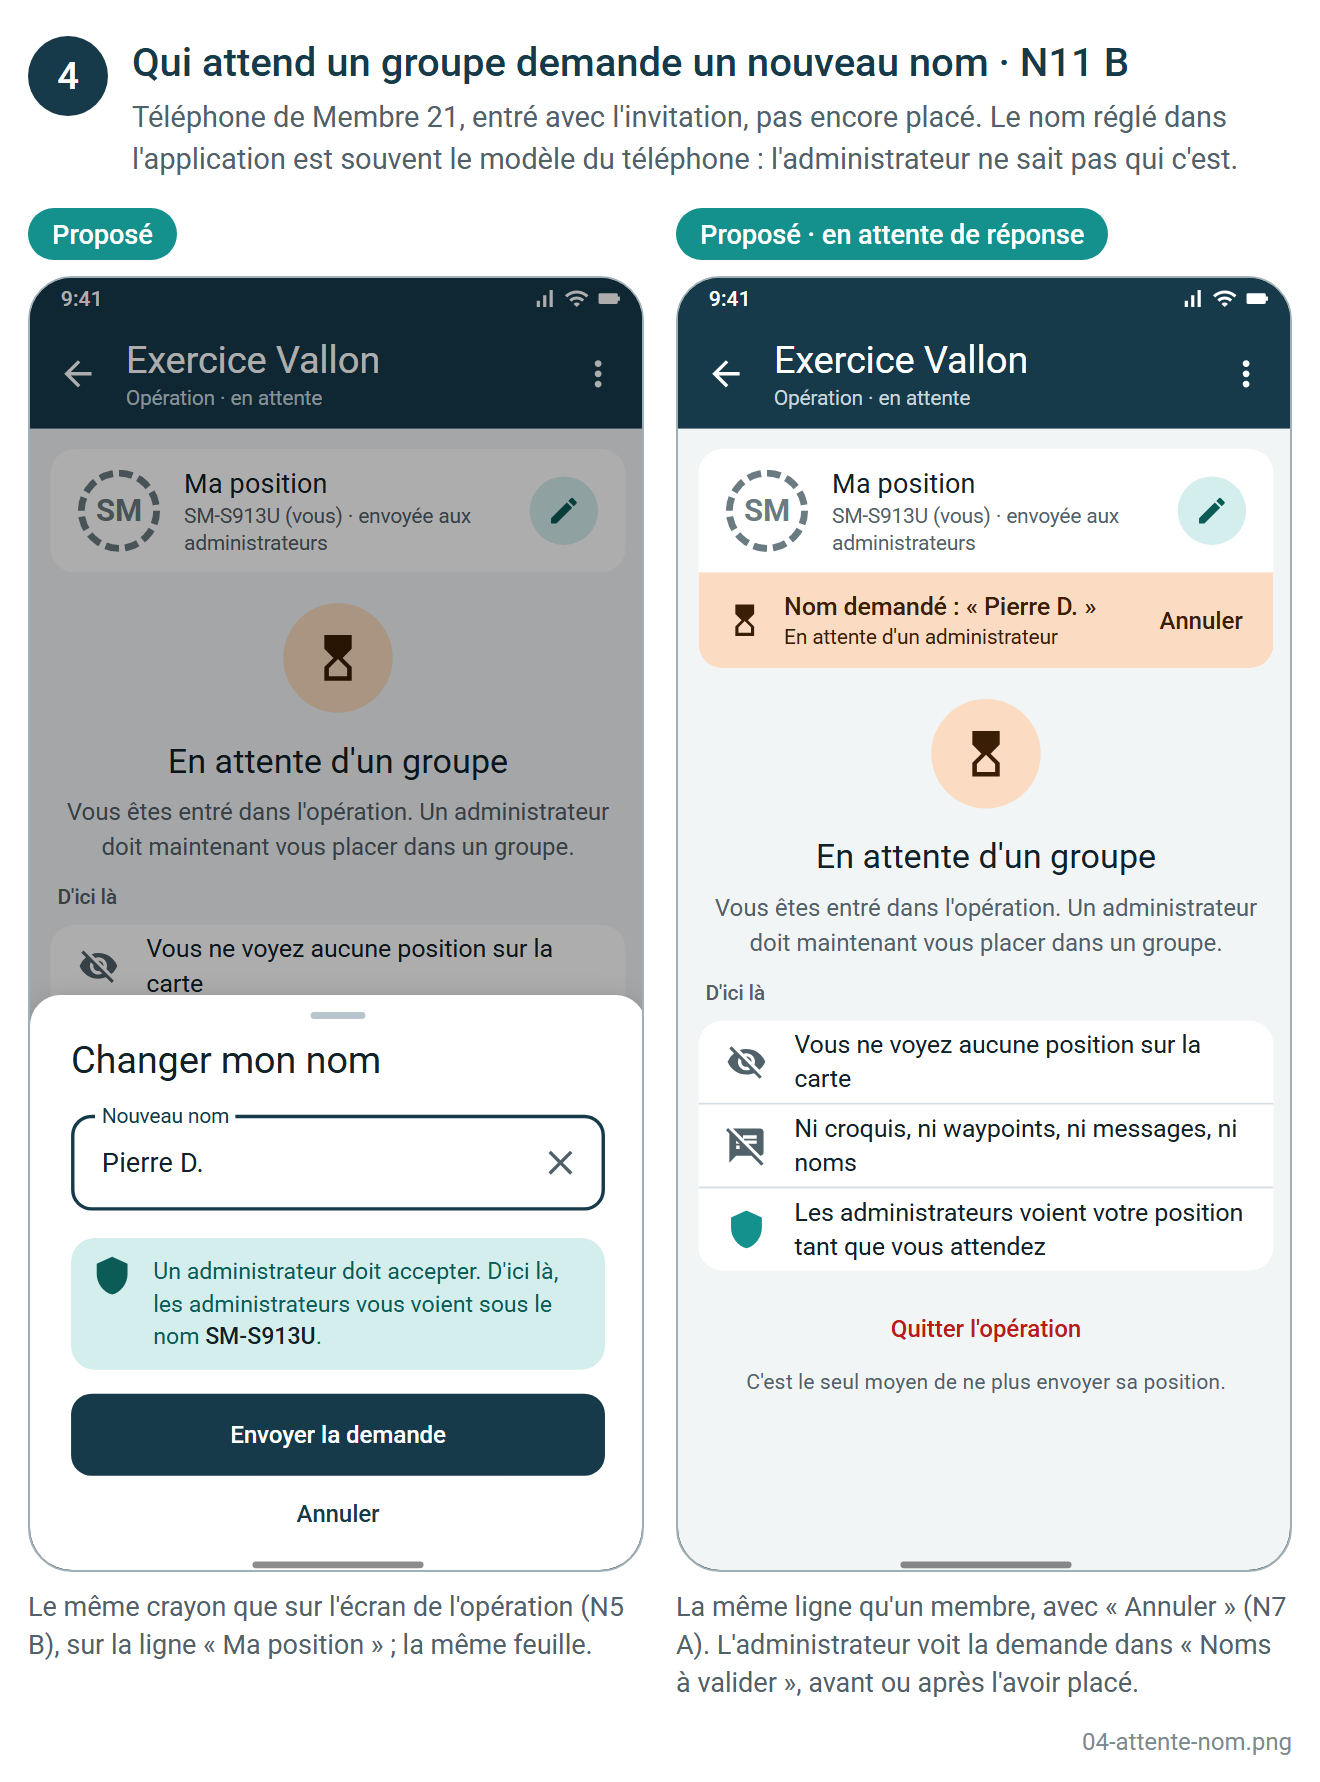 4
Qui attend un groupe demande un nouveau nom · N11 B
Téléphone de Membre 21, entré avec l'invitation, pas encore placé. Le nom réglé dans
l'application est souvent le modèle du téléphone : l'administrateur ne sait pas qui c'est.
Proposé
9:41
Exercice Vallon
Opération · en attente
SM
Ma position
SM-S913U (vous) · envoyée aux
administrateurs
En attente d'un groupe
Vous êtes entré dans l'opération. Un administrateur
doit maintenant vous placer dans un groupe.
D'ici là
Vous ne voyez aucune position sur la
carte
Changer mon nom
Nouveau nom
Pierre D.
Un administrateur doit accepter. D'ici là,
les administrateurs vous voient sous le
nom SM-S913U.
Envoyer la demande
Annuler
Le même crayon que sur l'écran de l'opération (N5
B), sur la ligne « Ma position » ; la même feuille.
Proposé · en attente de réponse
9:41
Exercice Vallon
Opération · en attente
SM
Ma position
SM-S913U (vous) · envoyée aux
administrateurs
Nom demandé : « Pierre D. »
En attente d'un administrateur
Annuler
En attente d'un groupe
Vous êtes entré dans l'opération. Un administrateur
doit maintenant vous placer dans un groupe.
D'ici là
Vous ne voyez aucune position sur la
carte
Ni croquis, ni waypoints, ni messages, ni
noms
Les administrateurs voient votre position
tant que vous attendez
Quitter l'opération
C'est le seul moyen de ne plus envoyer sa position.
La même ligne qu'un membre, avec « Annuler » (N7
A). L'administrateur voit la demande dans « Noms
à valider », avant ou après l'avoir placé.
04-attente-nom.png